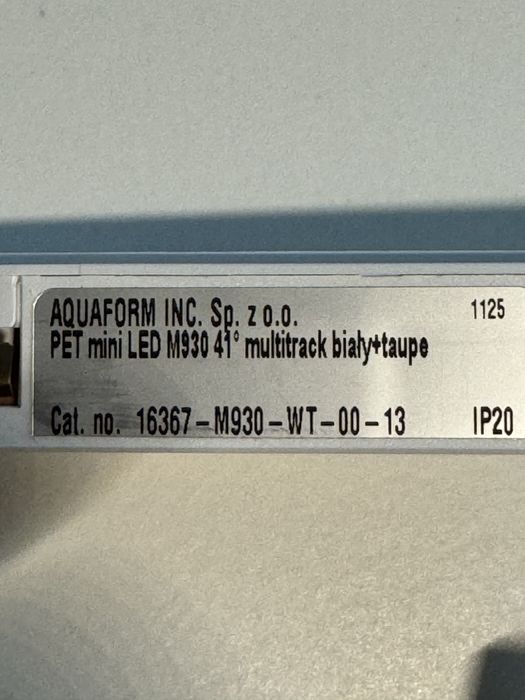 AQUAFORM INC. Sp. z o.o. 1125
PET mini LED M930 41° multitrack biały+taupe
Cat. no. 16367-M930-WT-00-13 IP20